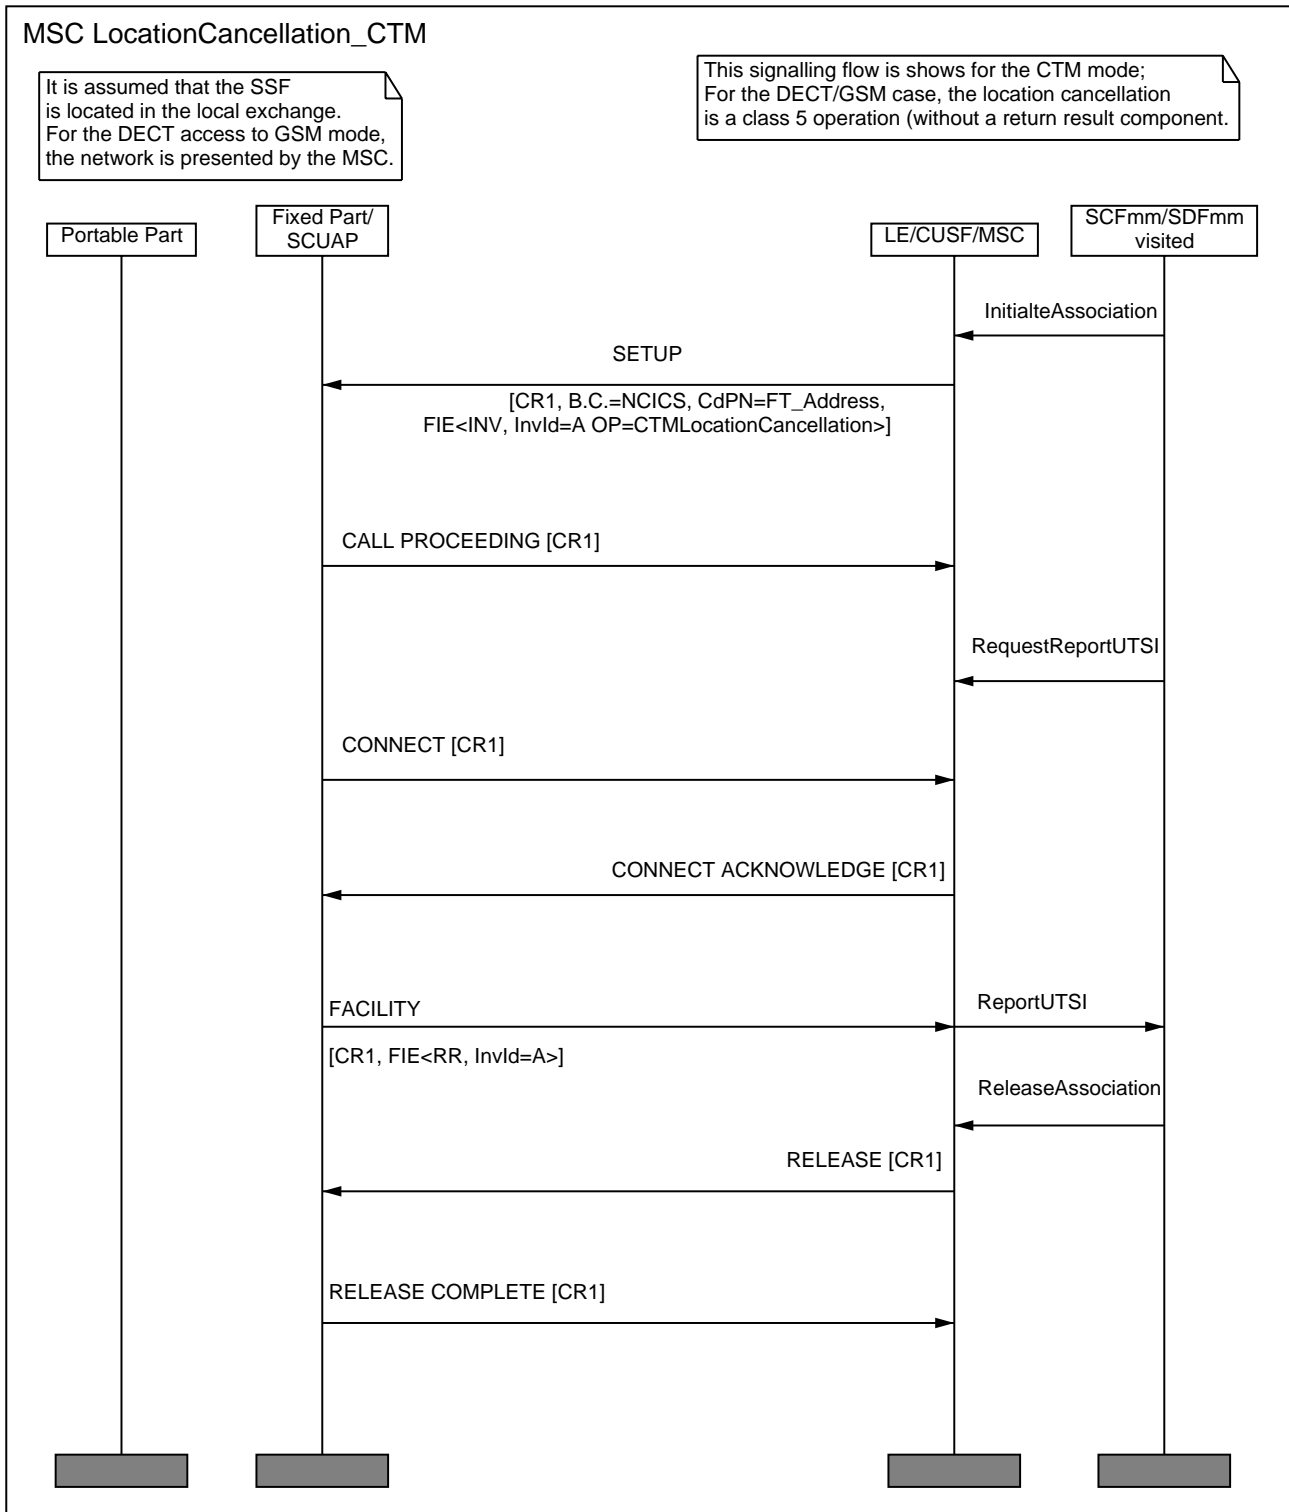 MSC LocationCancellation_CTM
It is assumed that the SSF
is located in the local exchange.
For the DECT access to GSM mode,
the network is presented by the MSC.
This signalling flow is shows for the CTM mode;
For the DECT/GSM case, the location cancellation
is a class 5 operation (without a return result component.
Portable Part
Fixed Part/
SCUAP
LE/CUSF/MSC
SCFmm/SDFmm
visited
InitialteAssociation
SETUP
[CR1, B.C.=NCICS, CdPN=FT_Address,
FIE<INV, InvId=A OP=CTMLocationCancellation>]
CALL PROCEEDING [CR1]
RequestReportUTSI
CONNECT [CR1]
CONNECT ACKNOWLEDGE [CR1]
FACILITY
ReportUTSI
[CR1, FIE<RR, InvId=A>]
ReleaseAssociation
RELEASE [CR1]
RELEASE COMPLETE [CR1]